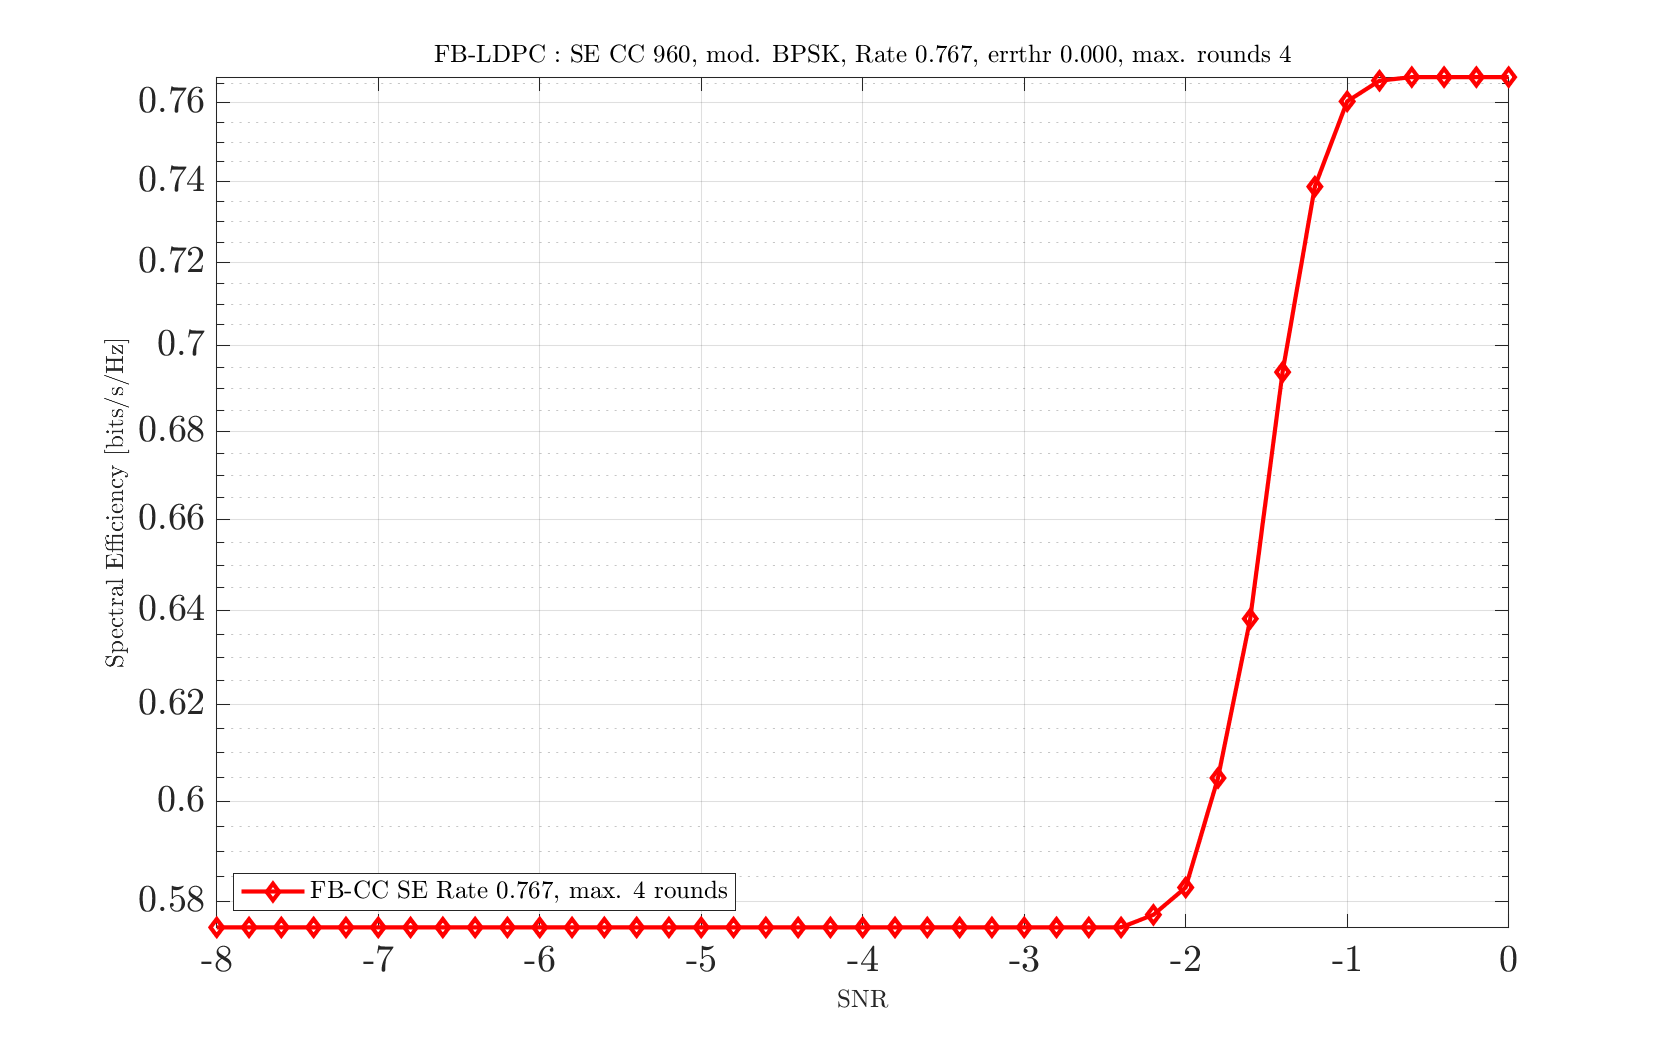 FB-LDPC : SE CC 960, mod. BPSK, Rate 0.767, errthr 0.000, max. rounds 4
0.76
0.74
0.72
0.7
0.68
0.66
0.64
0.62
0.6
0.58
Spectral Efficiency [bits/s/Hz]
FB-CC SE Rate 0.767, max. 4 rounds
-8 -7 -6 -5 -4 -3 -2 -1 0
SNR